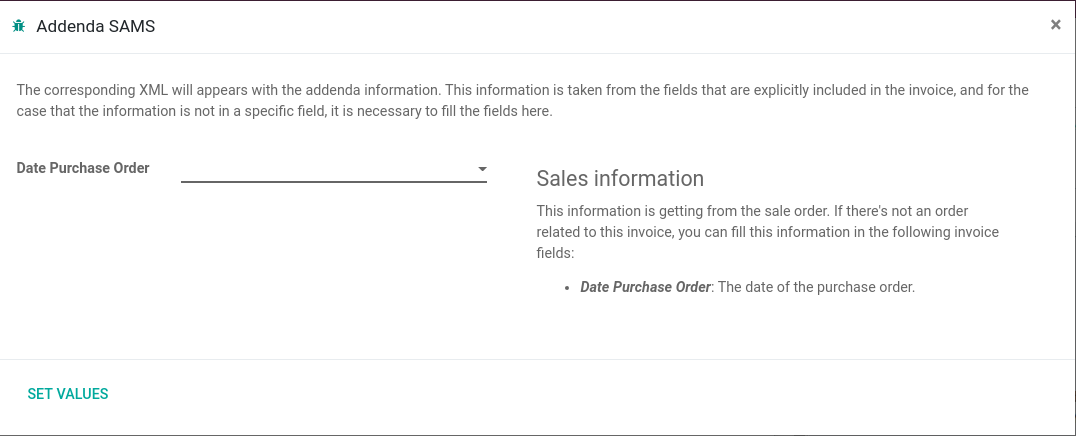 Addenda SAMS
×
The corresponding XML will appears with the addenda information. This information is taken from the fields that are explicitly included in the invoice, and for the
case that the information is not in a specific field, it is necessary to fill the fields here.
Date Purchase Order
Sales information
This information is getting from the sale order. If there's not an order
related to this invoice, you can fill this information in the following invoice
fields:
• Date Purchase Order: The date of the purchase order.
SET VALUES